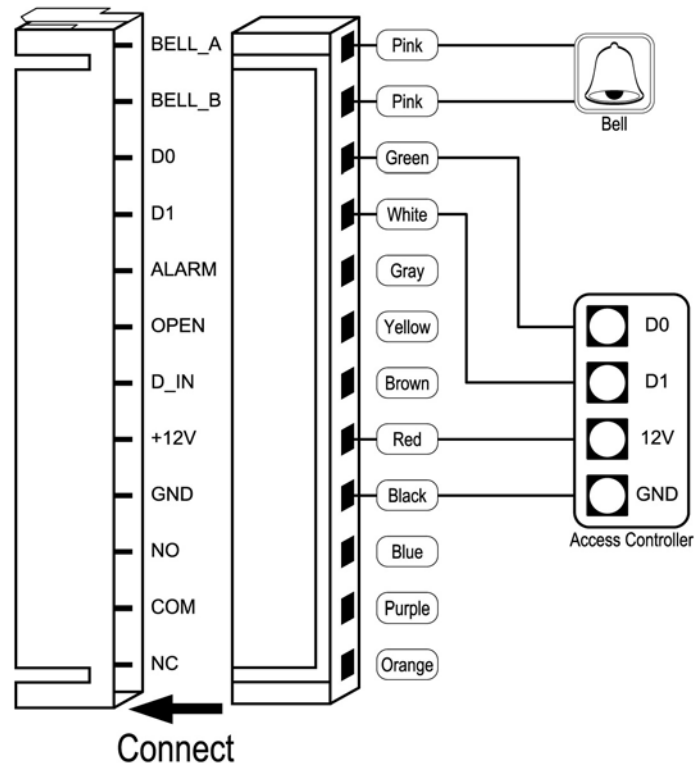 BELL_A Pink
BELL_B Pink
Bell
D0 Green
D1 White
ALARM Gray
OPEN Yellow D0
D_IN Brown D1
+12V Red 12V
GND Black GND
Access Controller
NO Blue
COM Purple
NC Orange
Connect